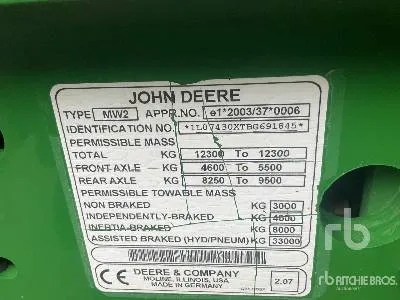 JOHN DEERE
TYPE MW2 APPR.NO. e1*2003/37*0006
IDENTIFICATION NO. *1L07430XTBG691845*
PERMISSIBLE MASS
TOTAL KG 12300 To 12300
FRONT AXLE KG 4600 To 5500
REAR AXLE KG 8250 To 9500
PERMISSIBLE TOWABLE MASS
NON BRAKED KG 3000
INDEPENDENTLY-BRAKED KG 4000
INERTIA-BRAKED KG 8000
ASSISTED BRAKED (HYD/PNEUM) KG 33000
CE DEERE & COMPANY
MOLINE, ILLINOIS, USA
MADE IN GERMANY
2.07
rb
RITCHIE BROS